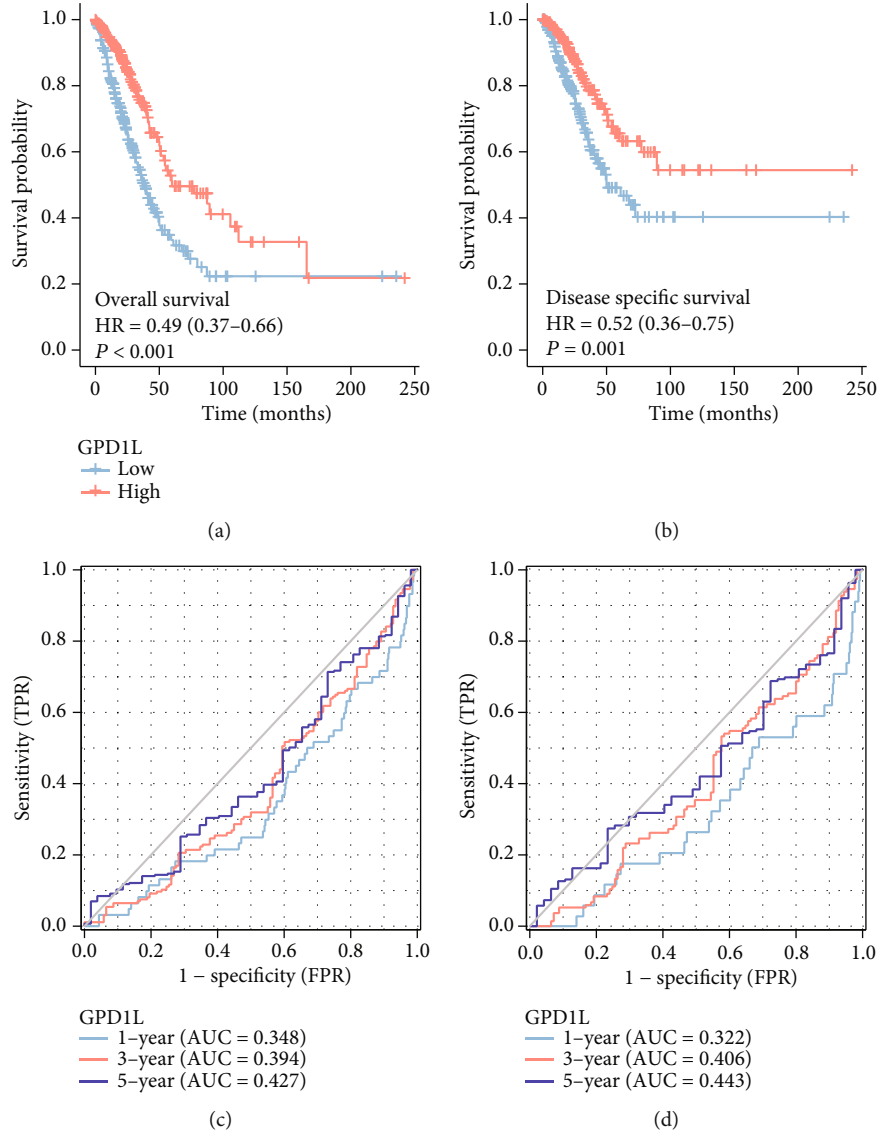 1.0
0.8
0.6
0.4
0.2
0.0
Survival probability
Overall survival
HR = 0.49 (0.37–0.66)
P < 0.001
0 50 100 150 200 250
Time (months)
GPD1L
Low
High
(a)
1.0
0.8
0.6
0.4
0.2
0.0
Survival probability
Disease specific survival
HR = 0.52 (0.36–0.75)
P = 0.001
0 50 100 150 200 250
Time (months)
(b)
1.0
0.8
0.6
0.4
0.2
0.0
Sensitivity (TPR)
0.0 0.2 0.4 0.6 0.8 1.0
1 – specificity (FPR)
GPD1L
1–year (AUC = 0.348)
3–year (AUC = 0.394)
5–year (AUC = 0.427)
(c)
1.0
0.8
0.6
0.4
0.2
0.0
Sensitivity (TPR)
0.0 0.2 0.4 0.6 0.8 1.0
1 – specificity (FPR)
GPD1L
1–year (AUC = 0.322)
3–year (AUC = 0.406)
5–year (AUC = 0.443)
(d)